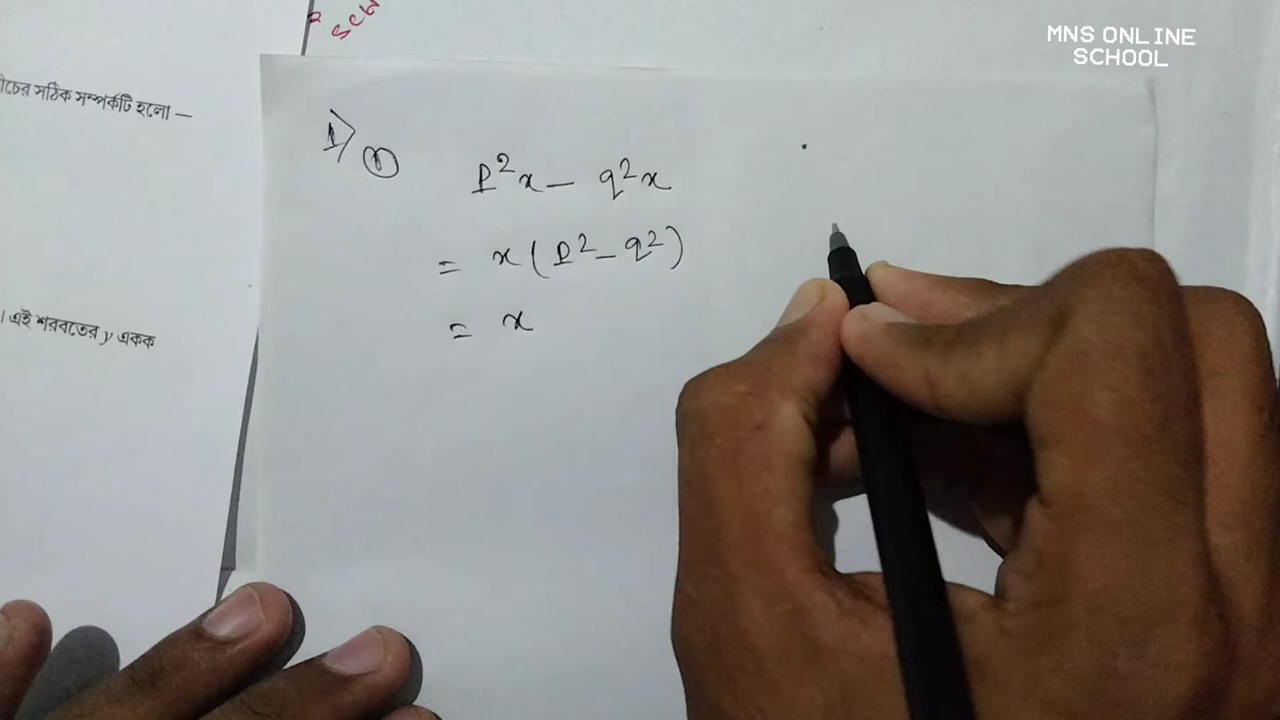 MNS ONLINE
SCHOOL
সঠিক সম্পর্কটি হলো —
1)
p²x - q²x
= x(p² - q²)
= x
। এই শরবতের y একক